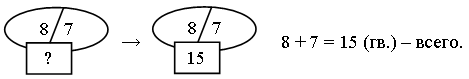 8 / 7 → 8 / 7 8 + 7 = 15 (гв.) – всего.
? 15